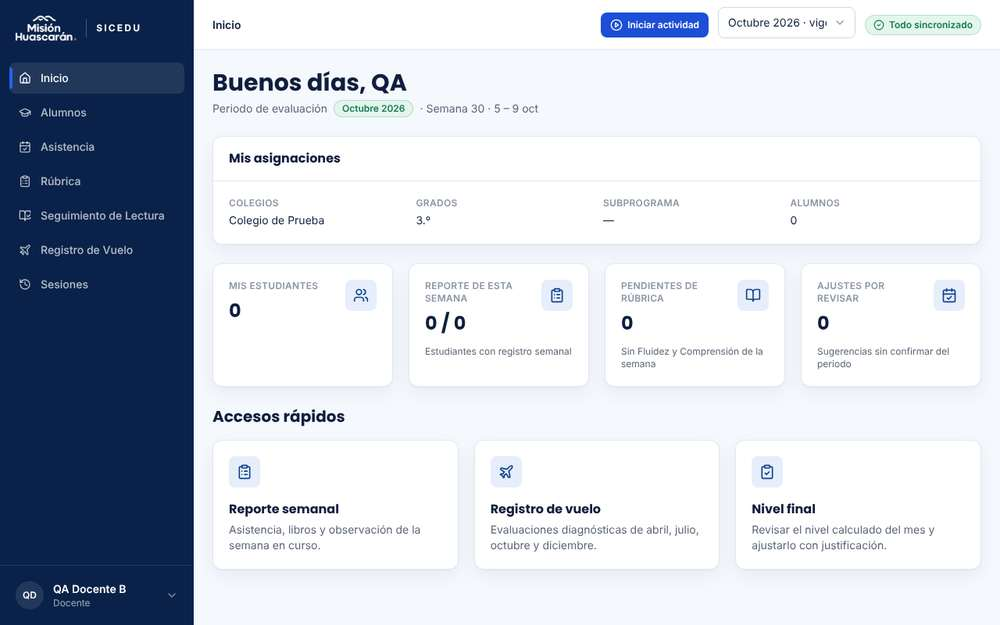 Misión
Huascarán.
SICEDU
Inicio
Alumnos
Asistencia
Rúbrica
Seguimiento de Lectura
Registro de Vuelo
Sesiones
QD
QA Docente B
Docente
Inicio
Iniciar actividad
Octubre 2026 · vig
Todo sincronizado
Buenos días, QA
Periodo de evaluación Octubre 2026 · Semana 30 · 5 – 9 oct
Mis asignaciones
COLEGIOS
Colegio de Prueba
GRADOS
3.º
SUBPROGRAMA
—
ALUMNOS
0
MIS ESTUDIANTES
0
REPORTE DE ESTA
SEMANA
0 / 0
Estudiantes con registro semanal
PENDIENTES DE
RÚBRICA
0
Sin Fluidez y Comprensión de la
semana
AJUSTES POR
REVISAR
0
Sugerencias sin confirmar del
periodo
Accesos rápidos
Reporte semanal
Asistencia, libros y observación de la
semana en curso.
Registro de vuelo
Evaluaciones diagnósticas de abril, julio,
octubre y diciembre.
Nivel final
Revisar el nivel calculado del mes y
ajustarlo con justificación.